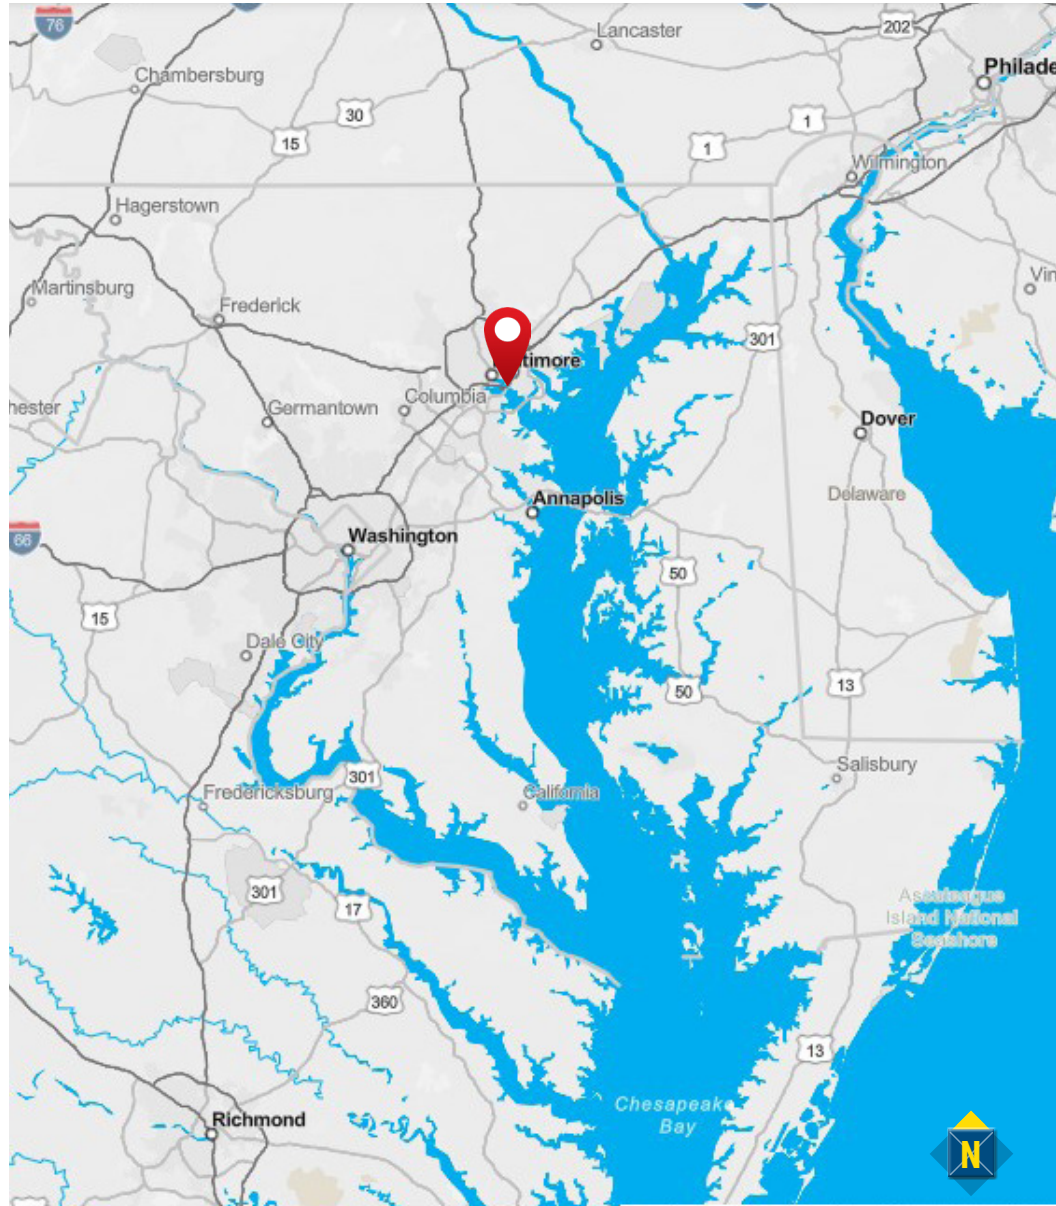 76
Lancaster
202
Philade
Chambersburg
30
1
15
1
Wilmington
Hagerstown
Martinsburg
Vin
Frederick
301
timore
Columbia
hester
Germantown
Dover
Annapolis
Delaware
66
Washington
50
15
Dale City
50
13
301
Salisbury
Fredericksburg
California
301
17
Assateague
Island National
Seashore
360
13
Chesapeake
Bay
Richmond
N